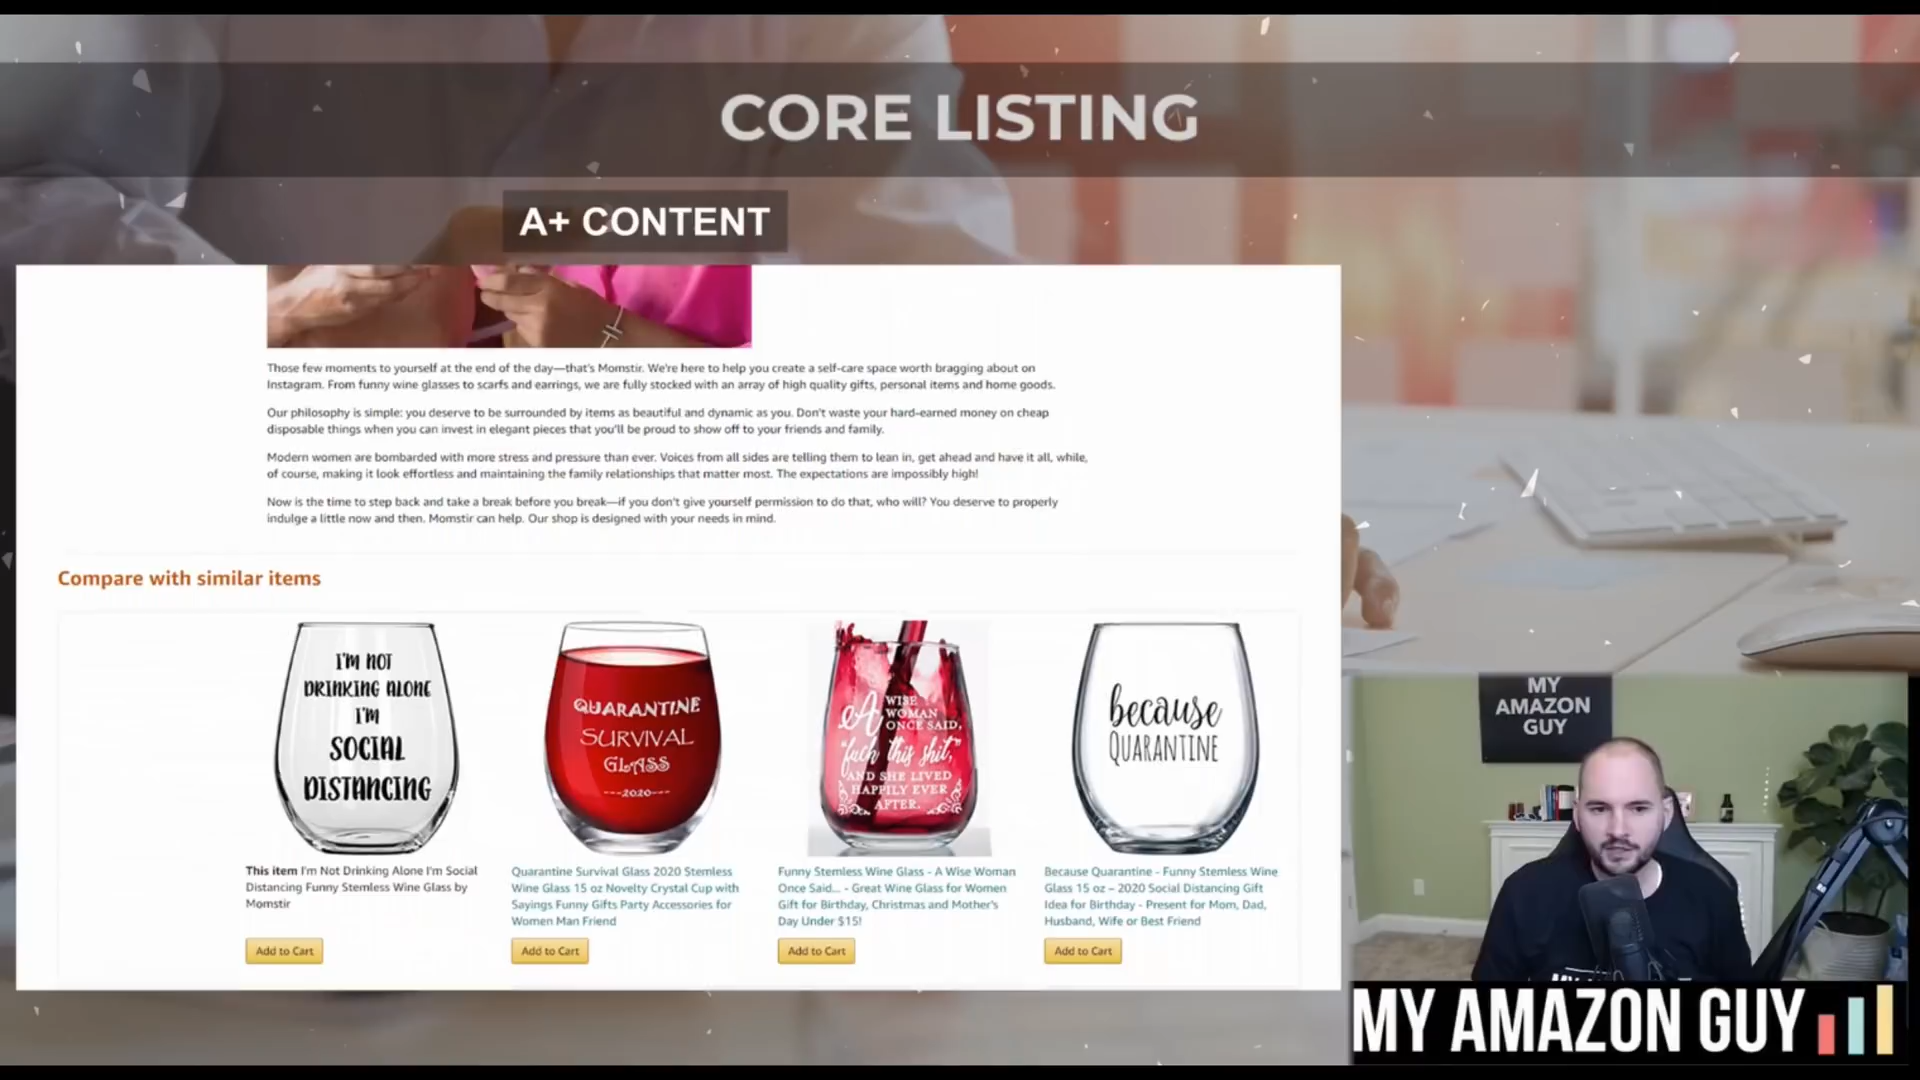 CORE LISTING
A+ CONTENT
Those few moments to yourself at the end of the day—that's Momstir. We're here to help you create a self-care space worth bragging about on
Instagram. From funny wine glasses to scarfs and earrings, we are fully stocked with an array of high quality gifts, personal items and home goods.
Our philosophy is simple: you deserve to be surrounded by items as beautiful and dynamic as you. Don't waste your hard-earned money on cheap
disposable things when you can invest in elegant pieces that you'll be proud to show off to your friends and family.
Modern women are bombarded with more stress and pressure than ever. Voices from all sides are telling them to lean in, get ahead and have it all, while,
of course, making it look effortless and maintaining the family relationships that matter most. The expectations are impossibly high!
Now is the time to step back and take a break before you break—if you don't give yourself permission to do that, who will? You deserve to properly
indulge a little now and then. Momstir can help. Our shop is designed with your needs in mind.
Compare with similar items
I'M NOT
DRINKING ALONE
I'M
SOCIAL
DISTANCING
QUARANTINE
SURVIVAL
GLASS
---2020---
A WISE
WOMAN
ONCE SAID,
"fuck this shit,"
AND SHE LIVED
HAPPILY EVER
AFTER.
because
QUARANTINE
This item I'm Not Drinking Alone I'm Social
Distancing Funny Stemless Wine Glass by
Momstir
Add to Cart
Quarantine Survival Glass 2020 Stemless
Wine Glass 15 oz Novelty Crystal Cup with
Sayings Funny Gifts Party Accessories for
Women Man Friend
Add to Cart
Funny Stemless Wine Glass - A Wise Woman
Once Said... - Great Wine Glass for Women
Gift for Birthday, Christmas and Mother's
Day Under $15!
Add to Cart
Because Quarantine - Funny Stemless Wine
Glass 15 oz – 2020 Social Distancing Gift
Idea for Birthday - Present for Mom, Dad,
Husband, Wife or Best Friend
Add to Cart
MY
AMAZON
GUY
MY AMAZON GUY